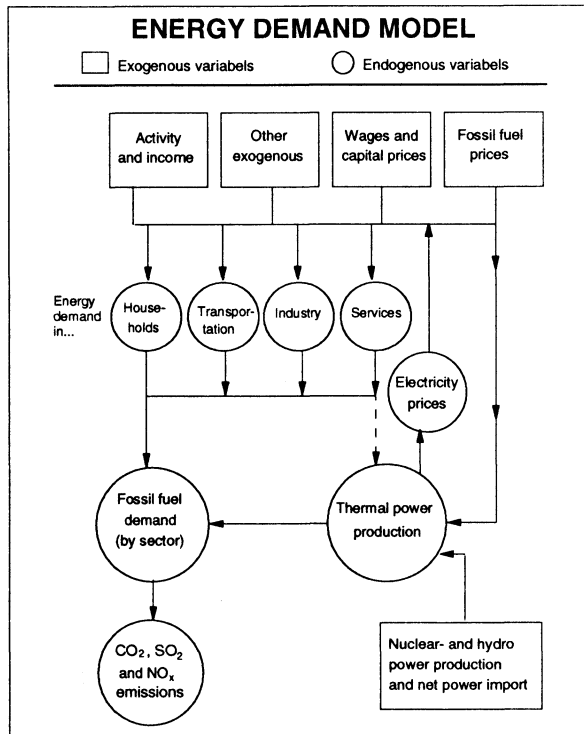 ENERGY DEMAND MODEL
Exogenous variabels
Endogenous variabels
Activity
and income
Other
exogenous
Wages and
capital prices
Fossil fuel
prices
Energy
demand
in...
House-
holds
Transpor-
tation
Industry
Services
Electricity
prices
Fossil fuel
demand
(by sector)
Thermal power
production
CO₂, SO₂
and NOₓ
emissions
Nuclear- and hydro
power production
and net power import